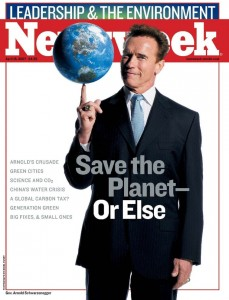 LEADERSHIP & THE ENVIRONMENT
Newsweek
ARNOLD'S CRUSADE
GREEN CITIES
SCIENCE AND CO2
CHINA'S WATER CRISIS
A GLOBAL CARBON TAX?
GENERATION GREEN
BIG FIXES, & SMALL ONES
Save the
Planet—
Or Else
Gov. Arnold Schwarzenegger